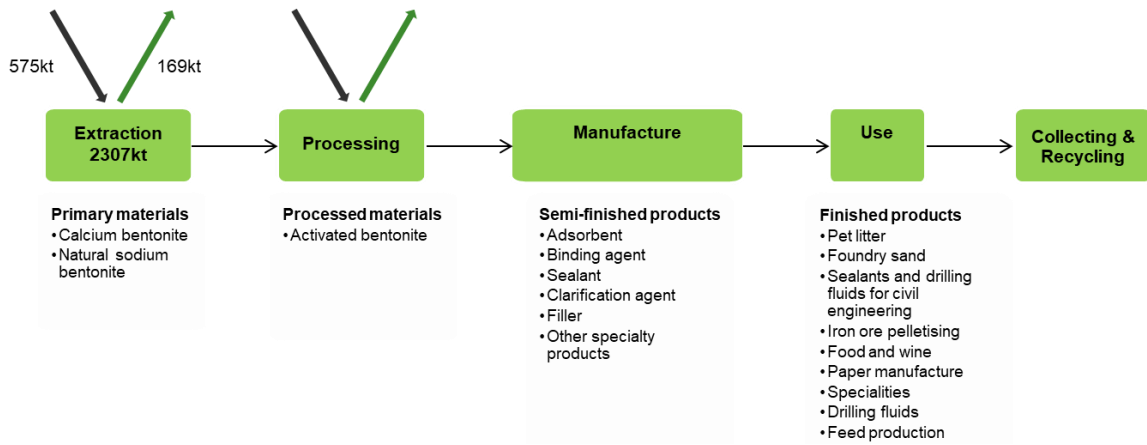 575kt
169kt
Extraction
2307kt
Processing
Manufacture
Use
Collecting &
Recycling
Primary materials
•Calcium bentonite
•Natural sodium
bentonite
Processed materials
•Activated bentonite
Semi-finished products
•Adsorbent
•Binding agent
•Sealant
•Clarification agent
•Filler
•Other specialty
products
Finished products
•Pet litter
•Foundry sand
•Sealants and drilling
fluids for civil
engineering
•Iron ore pelletising
•Food and wine
•Paper manufacture
•Specialities
•Drilling fluids
•Feed production